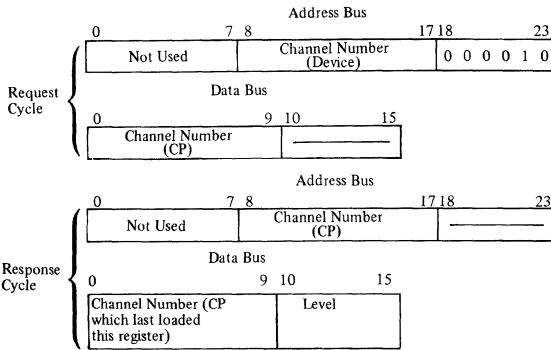 Address Bus
0 7 8 17 18 23
Not Used Channel Number (Device) 0 0 0 0 1 0
Request Cycle
Data Bus
0 9 10 15
Channel Number (CP)
Address Bus
0 7 8 17 18 23
Not Used Channel Number (CP)
Response Cycle
Data Bus
0 9 10 15
Channel Number (CP which last loaded this register) Level